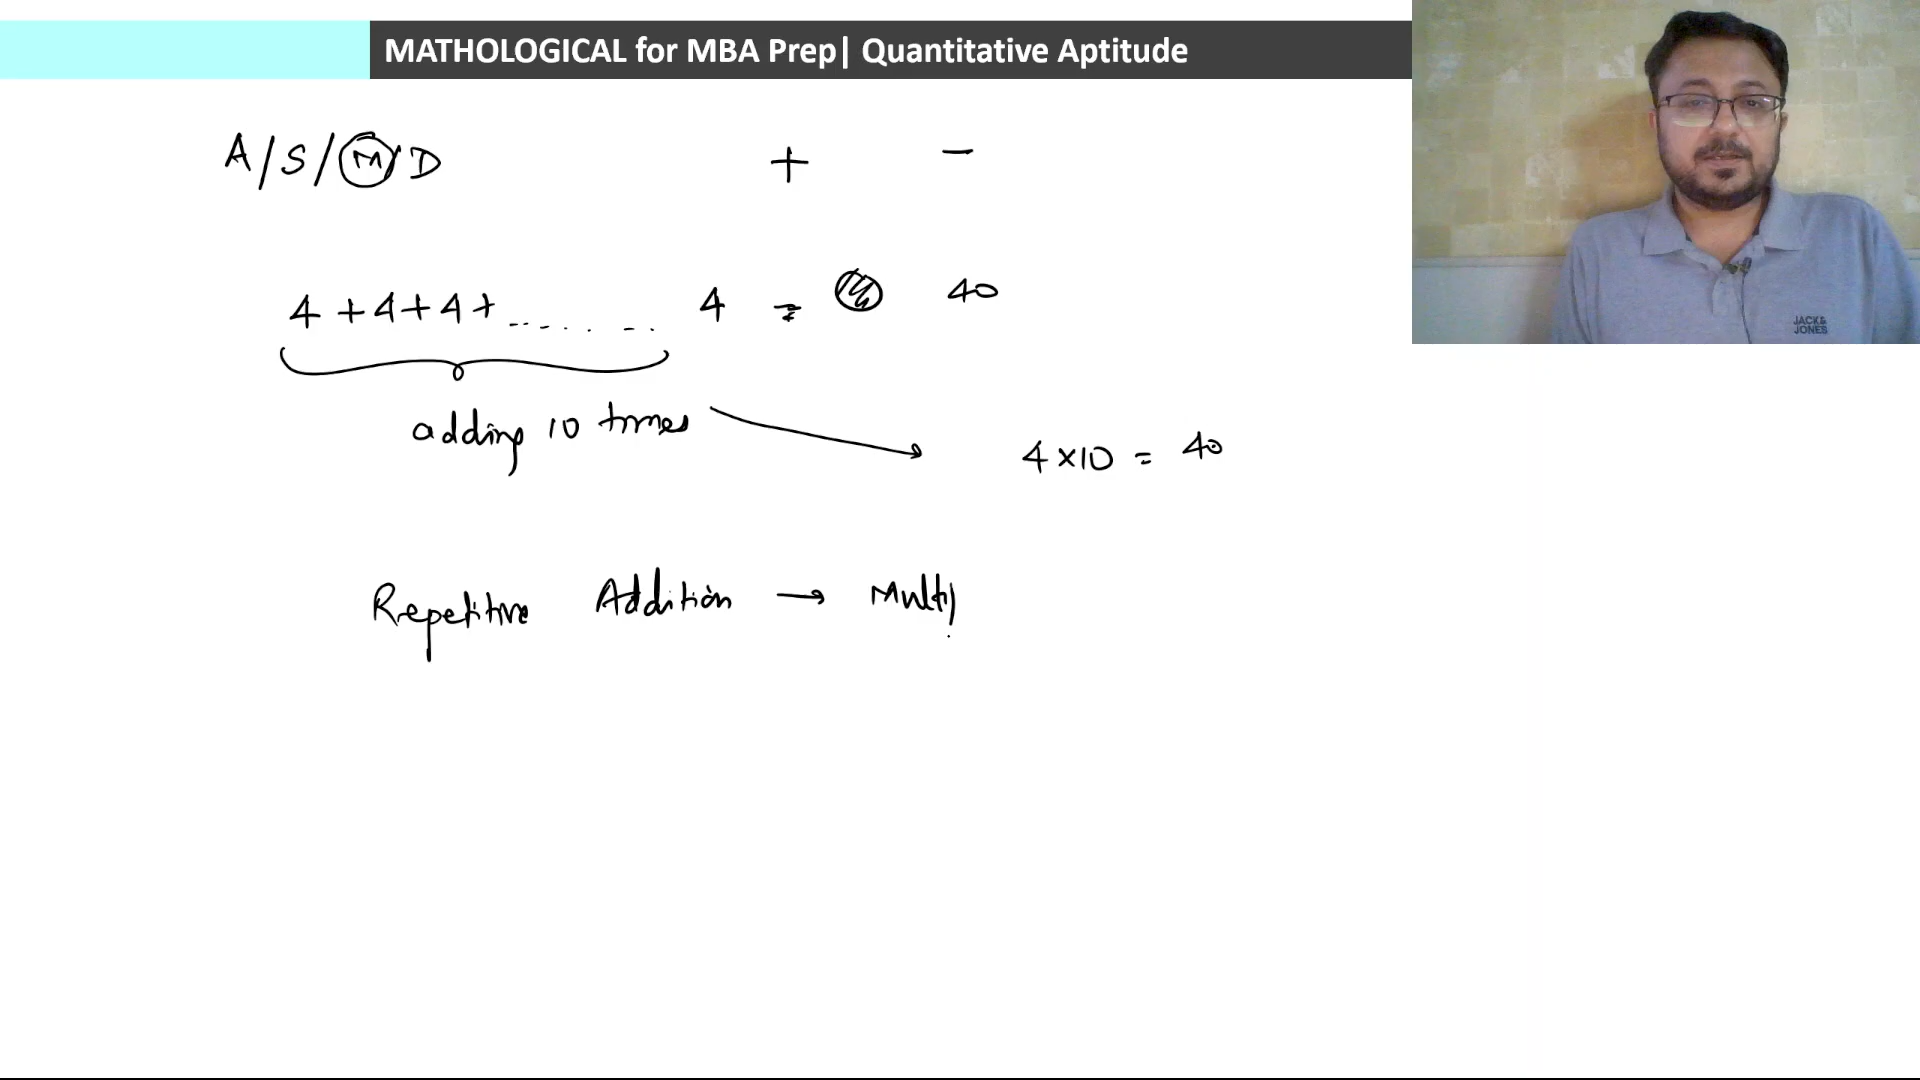 MATHOLOGICAL for MBA Prep| Quantitative Aptitude
A/S/M/D + -
4 +4+4+ ........ 4 = 40
adding 10 times
4 ×10 = 40
Repetitive Addition → Multi
JACK&
JONES